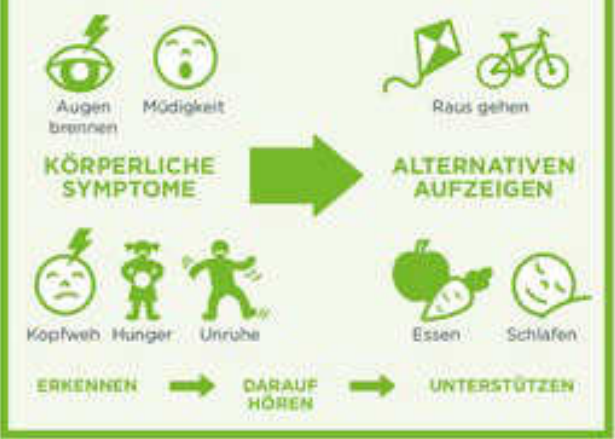 Augen
brennen
Müdigkeit
Raus gehen
KÖRPERLICHE
SYMPTOME
ALTERNATIVEN
AUFZEIGEN
Kopfweh
Hunger
Unruhe
Essen
Schlafen
ERKENNEN
DARAUF
HÖREN
UNTERSTÜTZEN